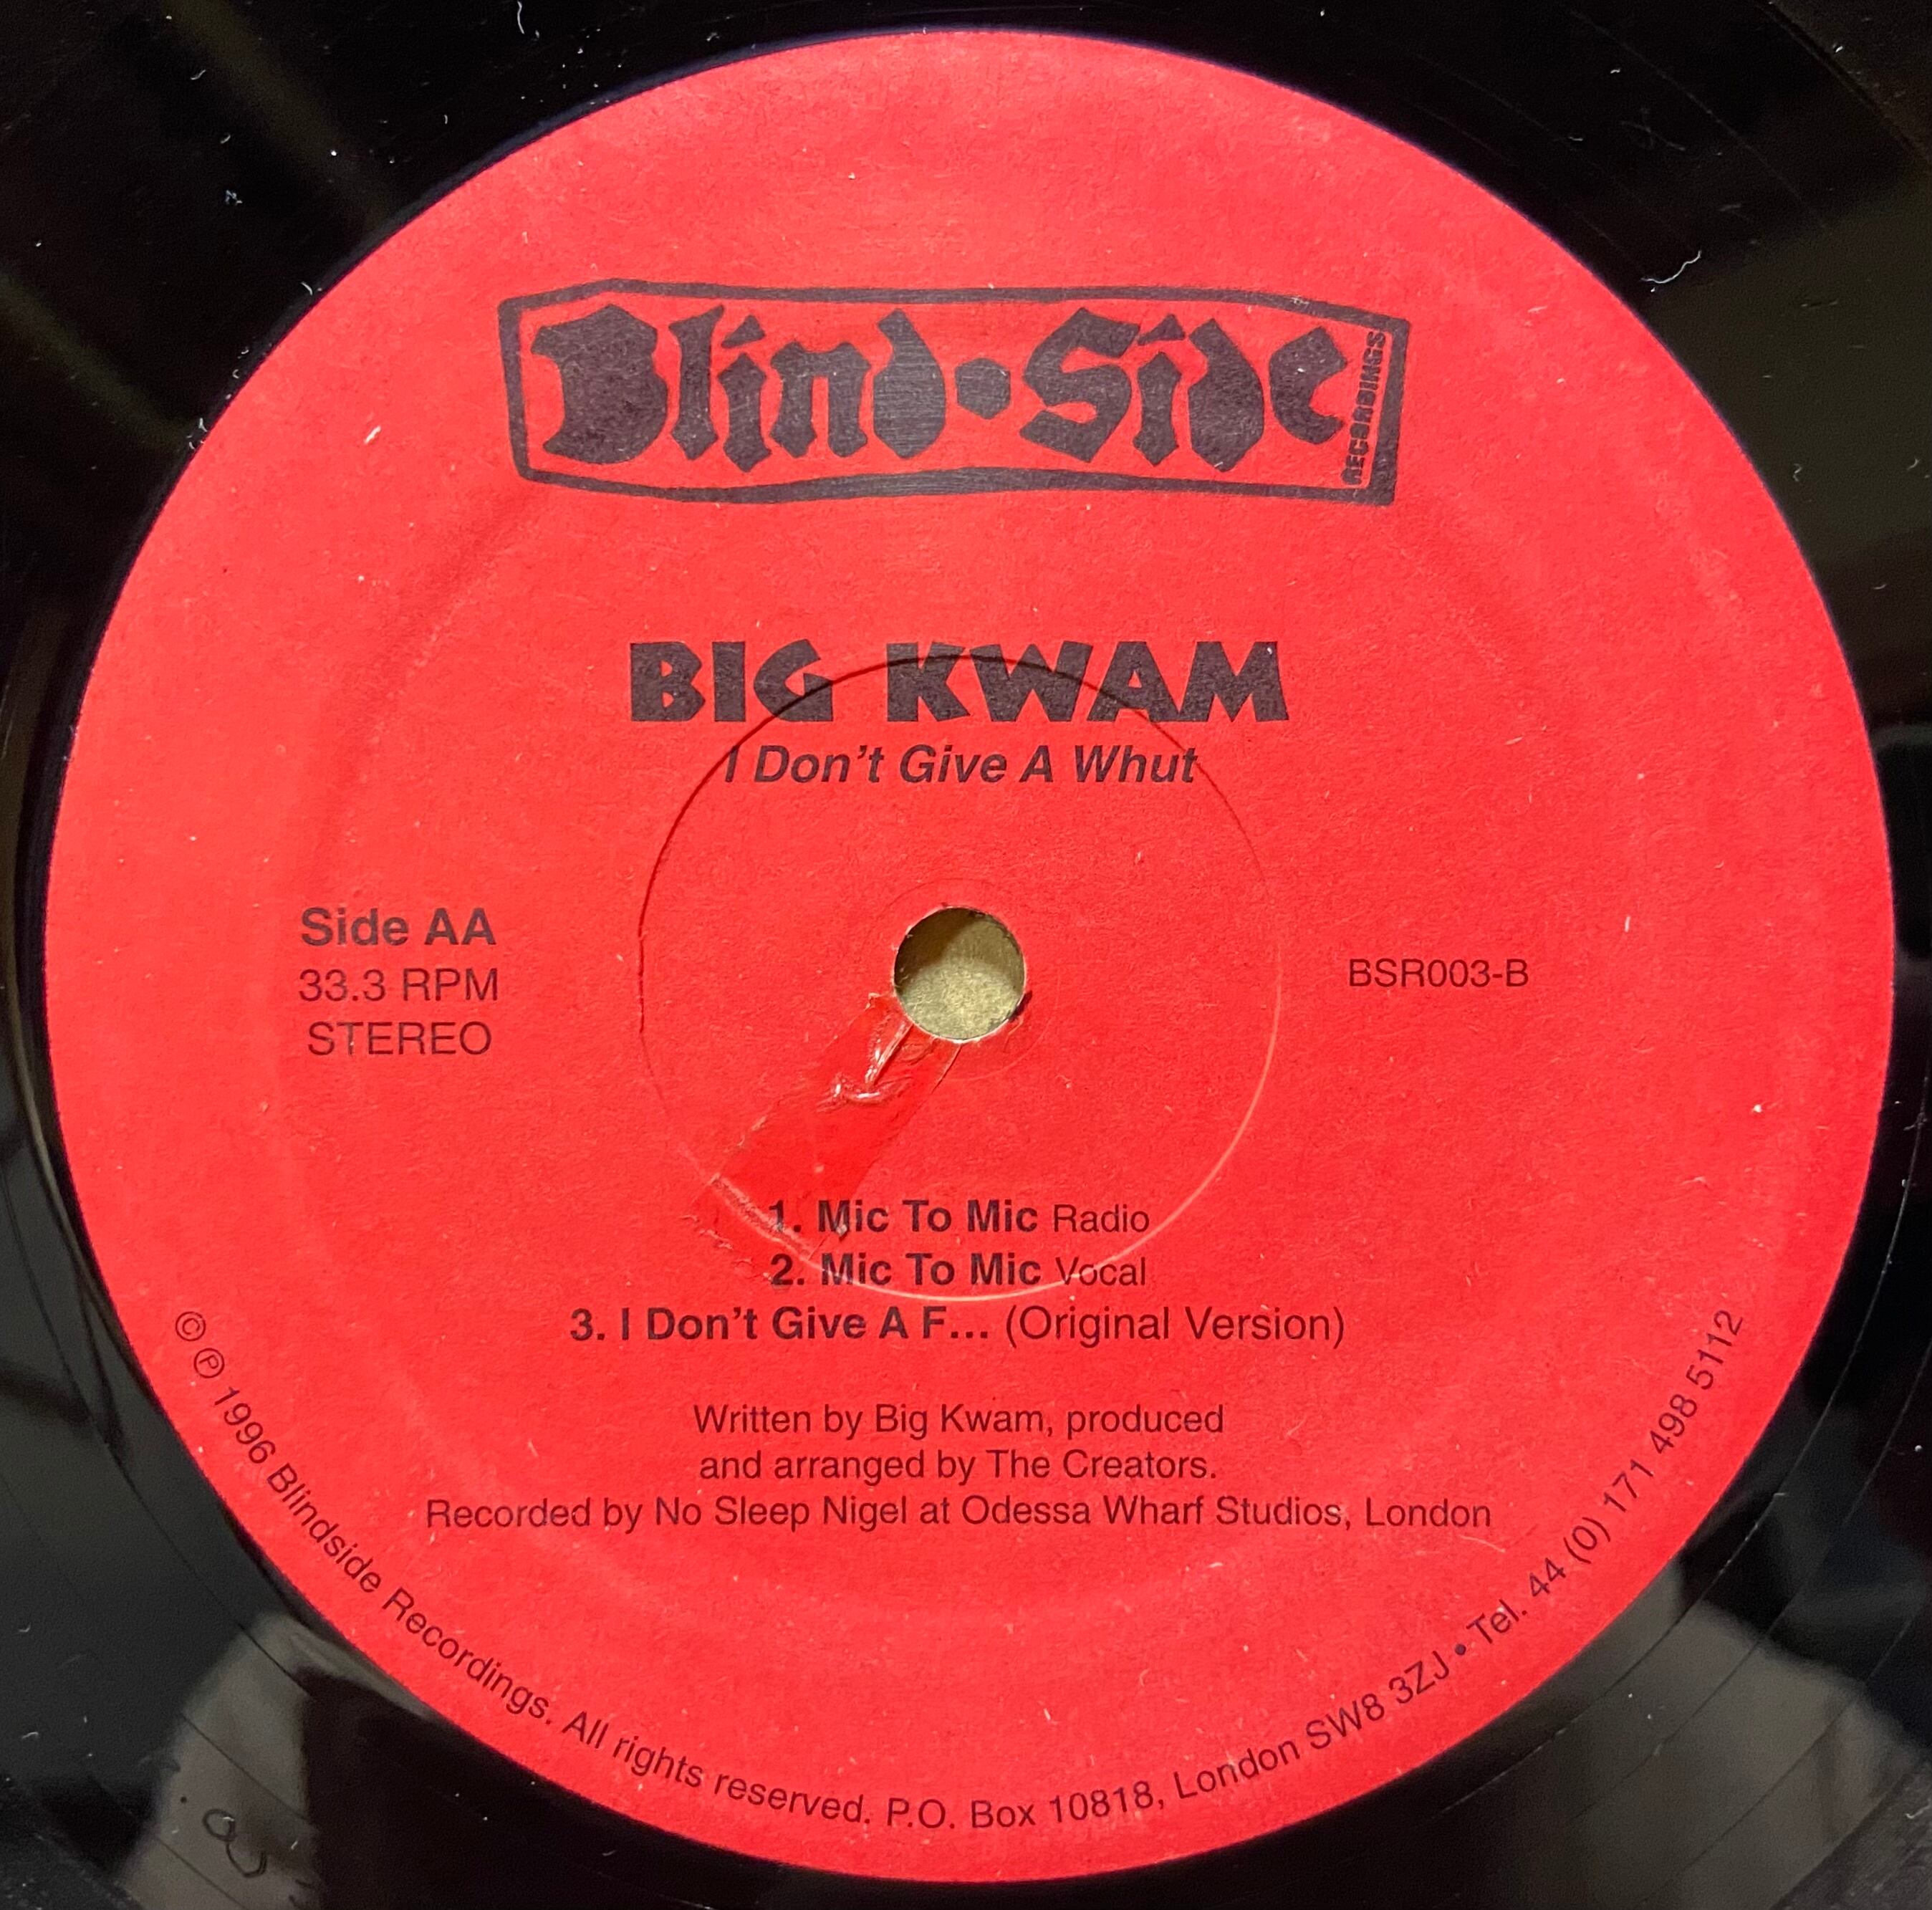 Blind•Side
RECORDINGS
BIG KWAM
I Don't Give A Whut
Side AA
33.3 RPM
STEREO
BSR003-B
1. Mic To Mic Radio
2. Mic To Mic Vocal
3. I Don't Give A F... (Original Version)
Written by Big Kwam, produced
and arranged by The Creators.
Recorded by No Sleep Nigel at Odessa Wharf Studios, London
© ℗ 1996 Blindside Recordings. All rights reserved. P.O. Box 10818, London SW8 3ZJ • Tel. 44 (0) 171 498 5112